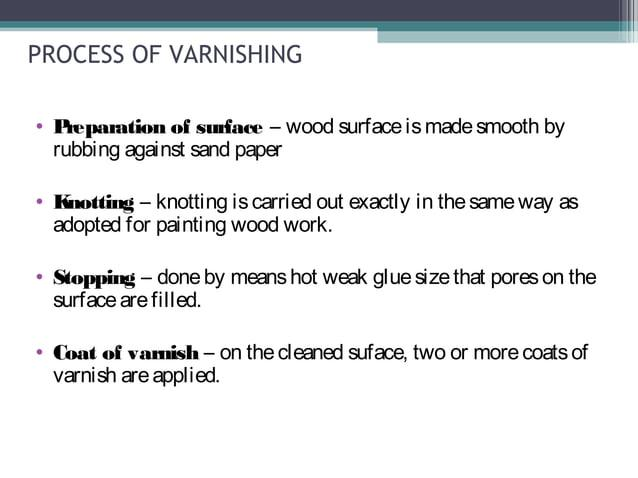 PROCESS OF VARNISHING
• Preparation of surface – wood surface is made smooth by
rubbing against sand paper
• Knotting – knotting is carried out exactly in the same way as
adopted for painting wood work.
• Stopping – done by means hot weak glue size that pores on the
surface are filled.
• Coat of varnish – on the cleaned suface, two or more coats of
varnish are applied.